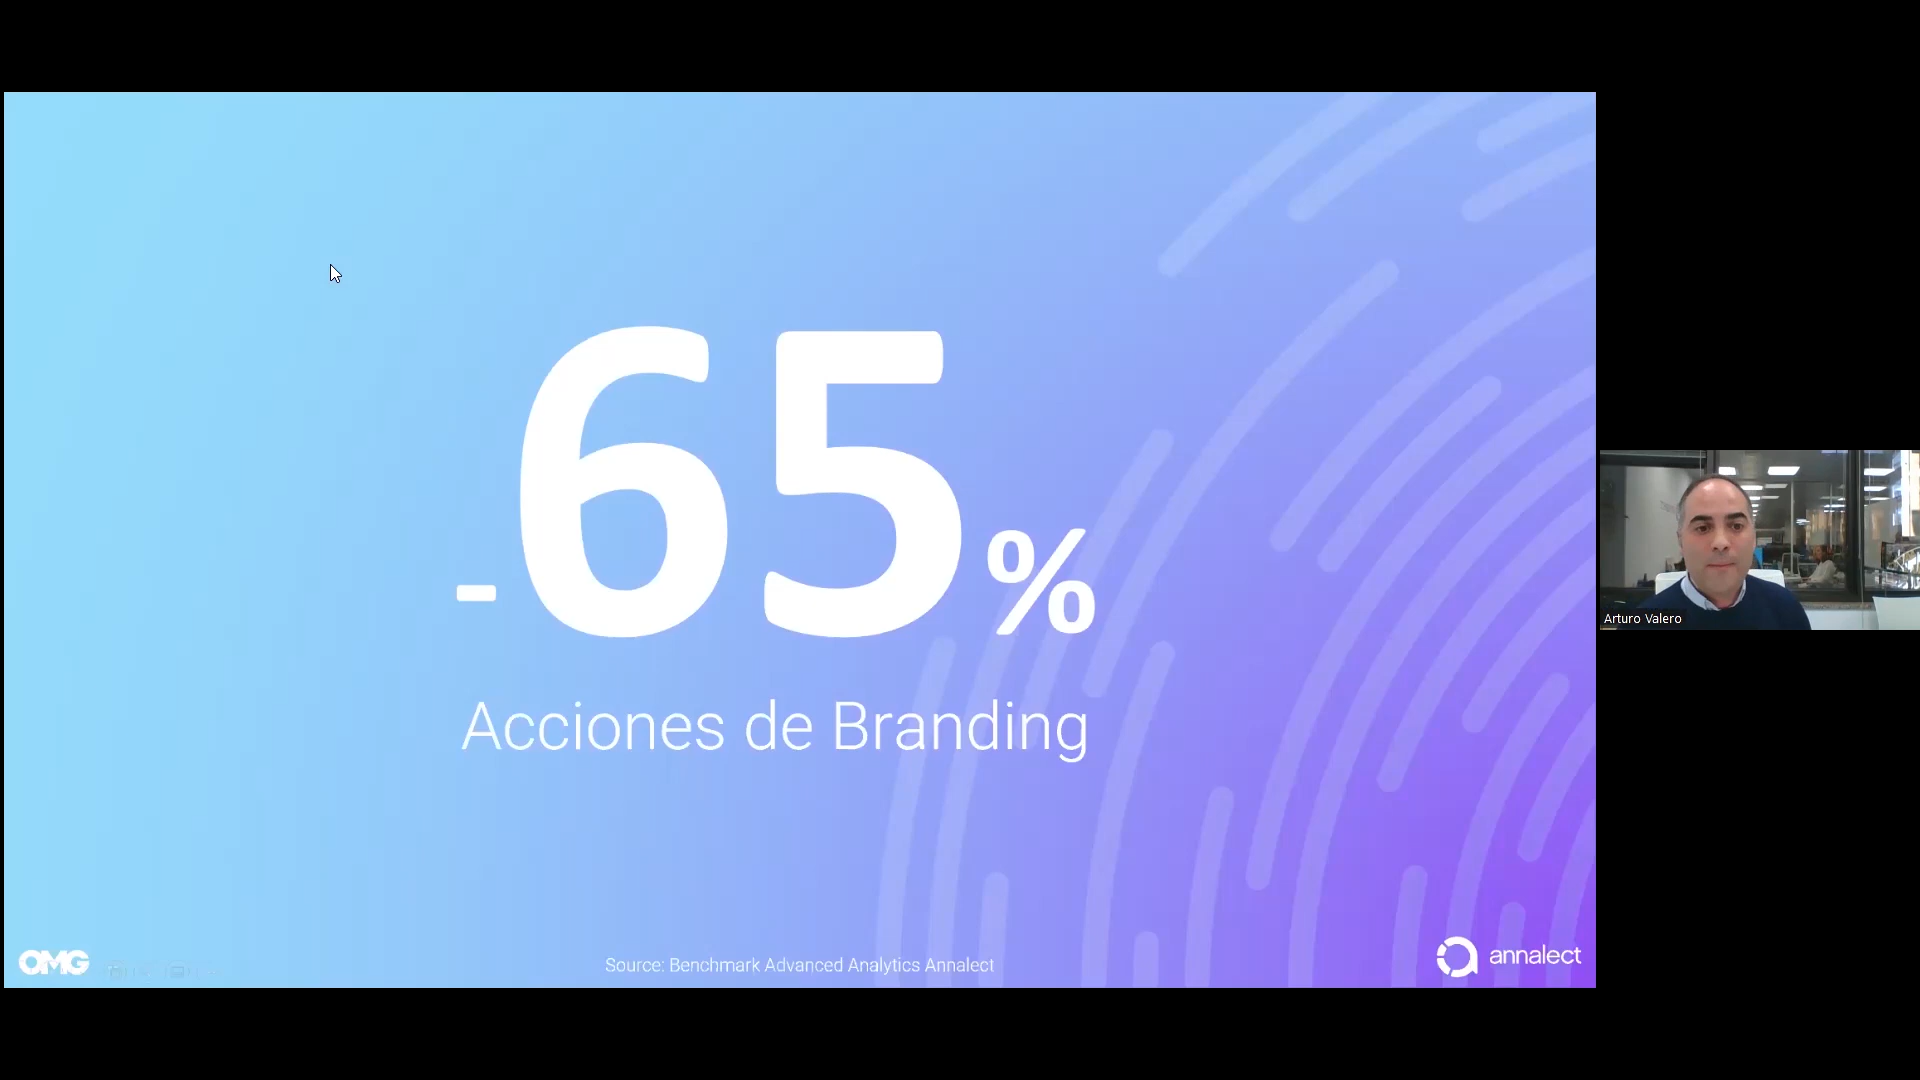 -65%
Acciones de Branding
Source: Benchmark Advanced Analytics Annalect
OMG
annalect
Arturo Valero